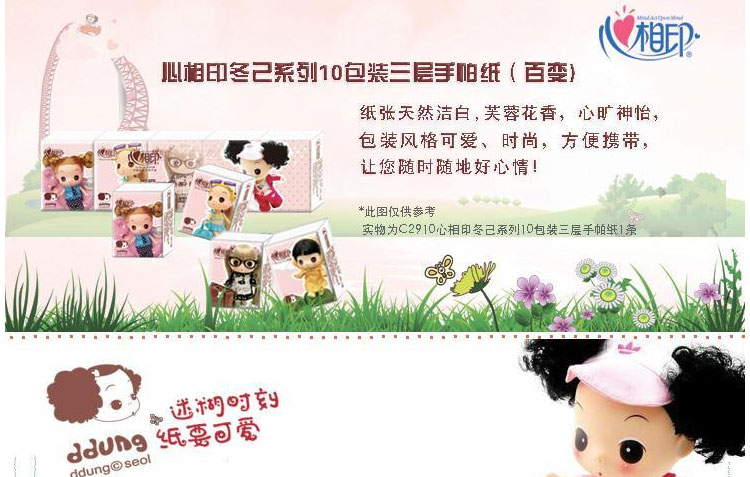 Mind Act Upon Mind
心相印®
心相印冬己系列10包装三层手帕纸（百变）
纸张天然洁白，芙蓉花香，心旷神怡，
包装风格可爱、时尚，方便携带，
让您随时随地好心情！
*此图仅供参考
实物为C2910心相印冬己系列10包装三层手帕纸1条
心相印
迷糊时刻
纸要可爱
ddung
ddung©seol